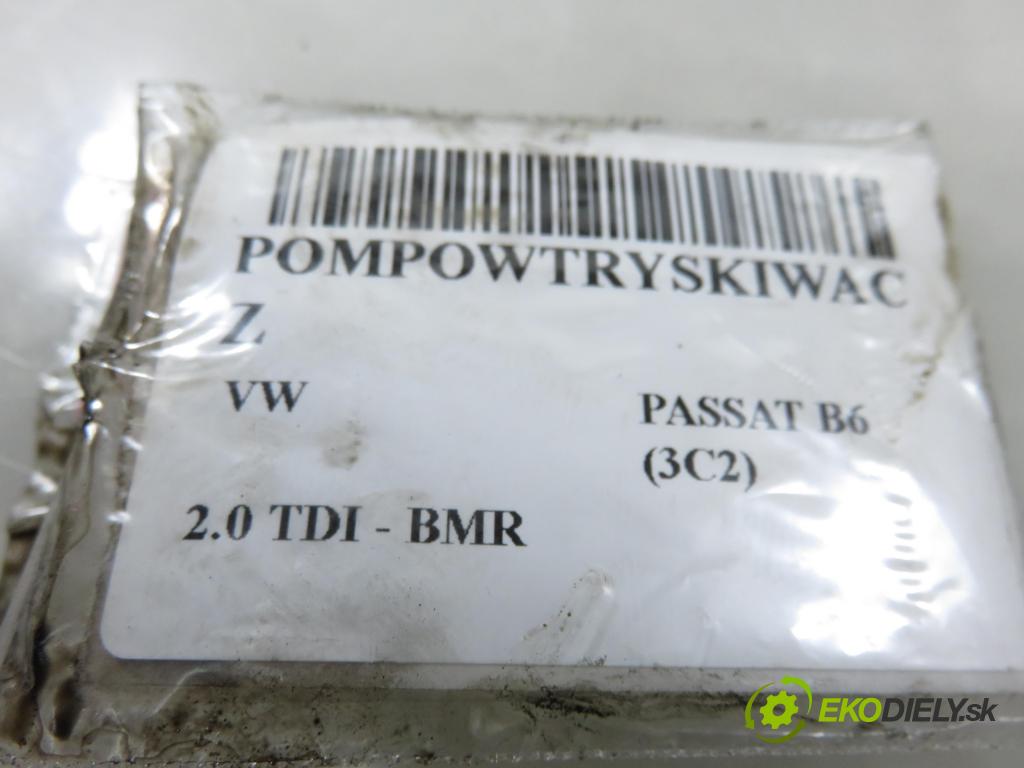 POMPOWTRYSKIWAC
Z
VW
PASSAT B6
(3C2)
2.0 TDI - BMR
EKODIELY.sk